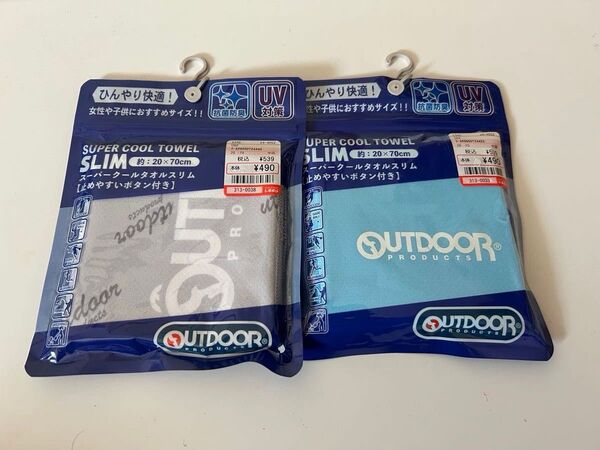 ひんやり快適！
女性や子供におすすめサイズ!!
抗菌防臭
UV
対策
SUPER COOL TOWEL
SLIM 約：20×70cm
スーパークールタオルスリム
【止めやすいボタン付き】
税込 ¥539
本体 ¥490
313-0038
outdoor
products
OUTDOOR
PRODUCTS
ひんやり快適！
女性や子供におすすめサイズ!!
抗菌防臭
UV
対策
SUPER COOL TOWEL
SLIM 約：20×70cm
スーパークールタオルスリム
【止めやすいボタン付き】
税込
本体 ¥490
OUTDOOR®
PRODUCTS
OUTDOOR
PRODUCTS